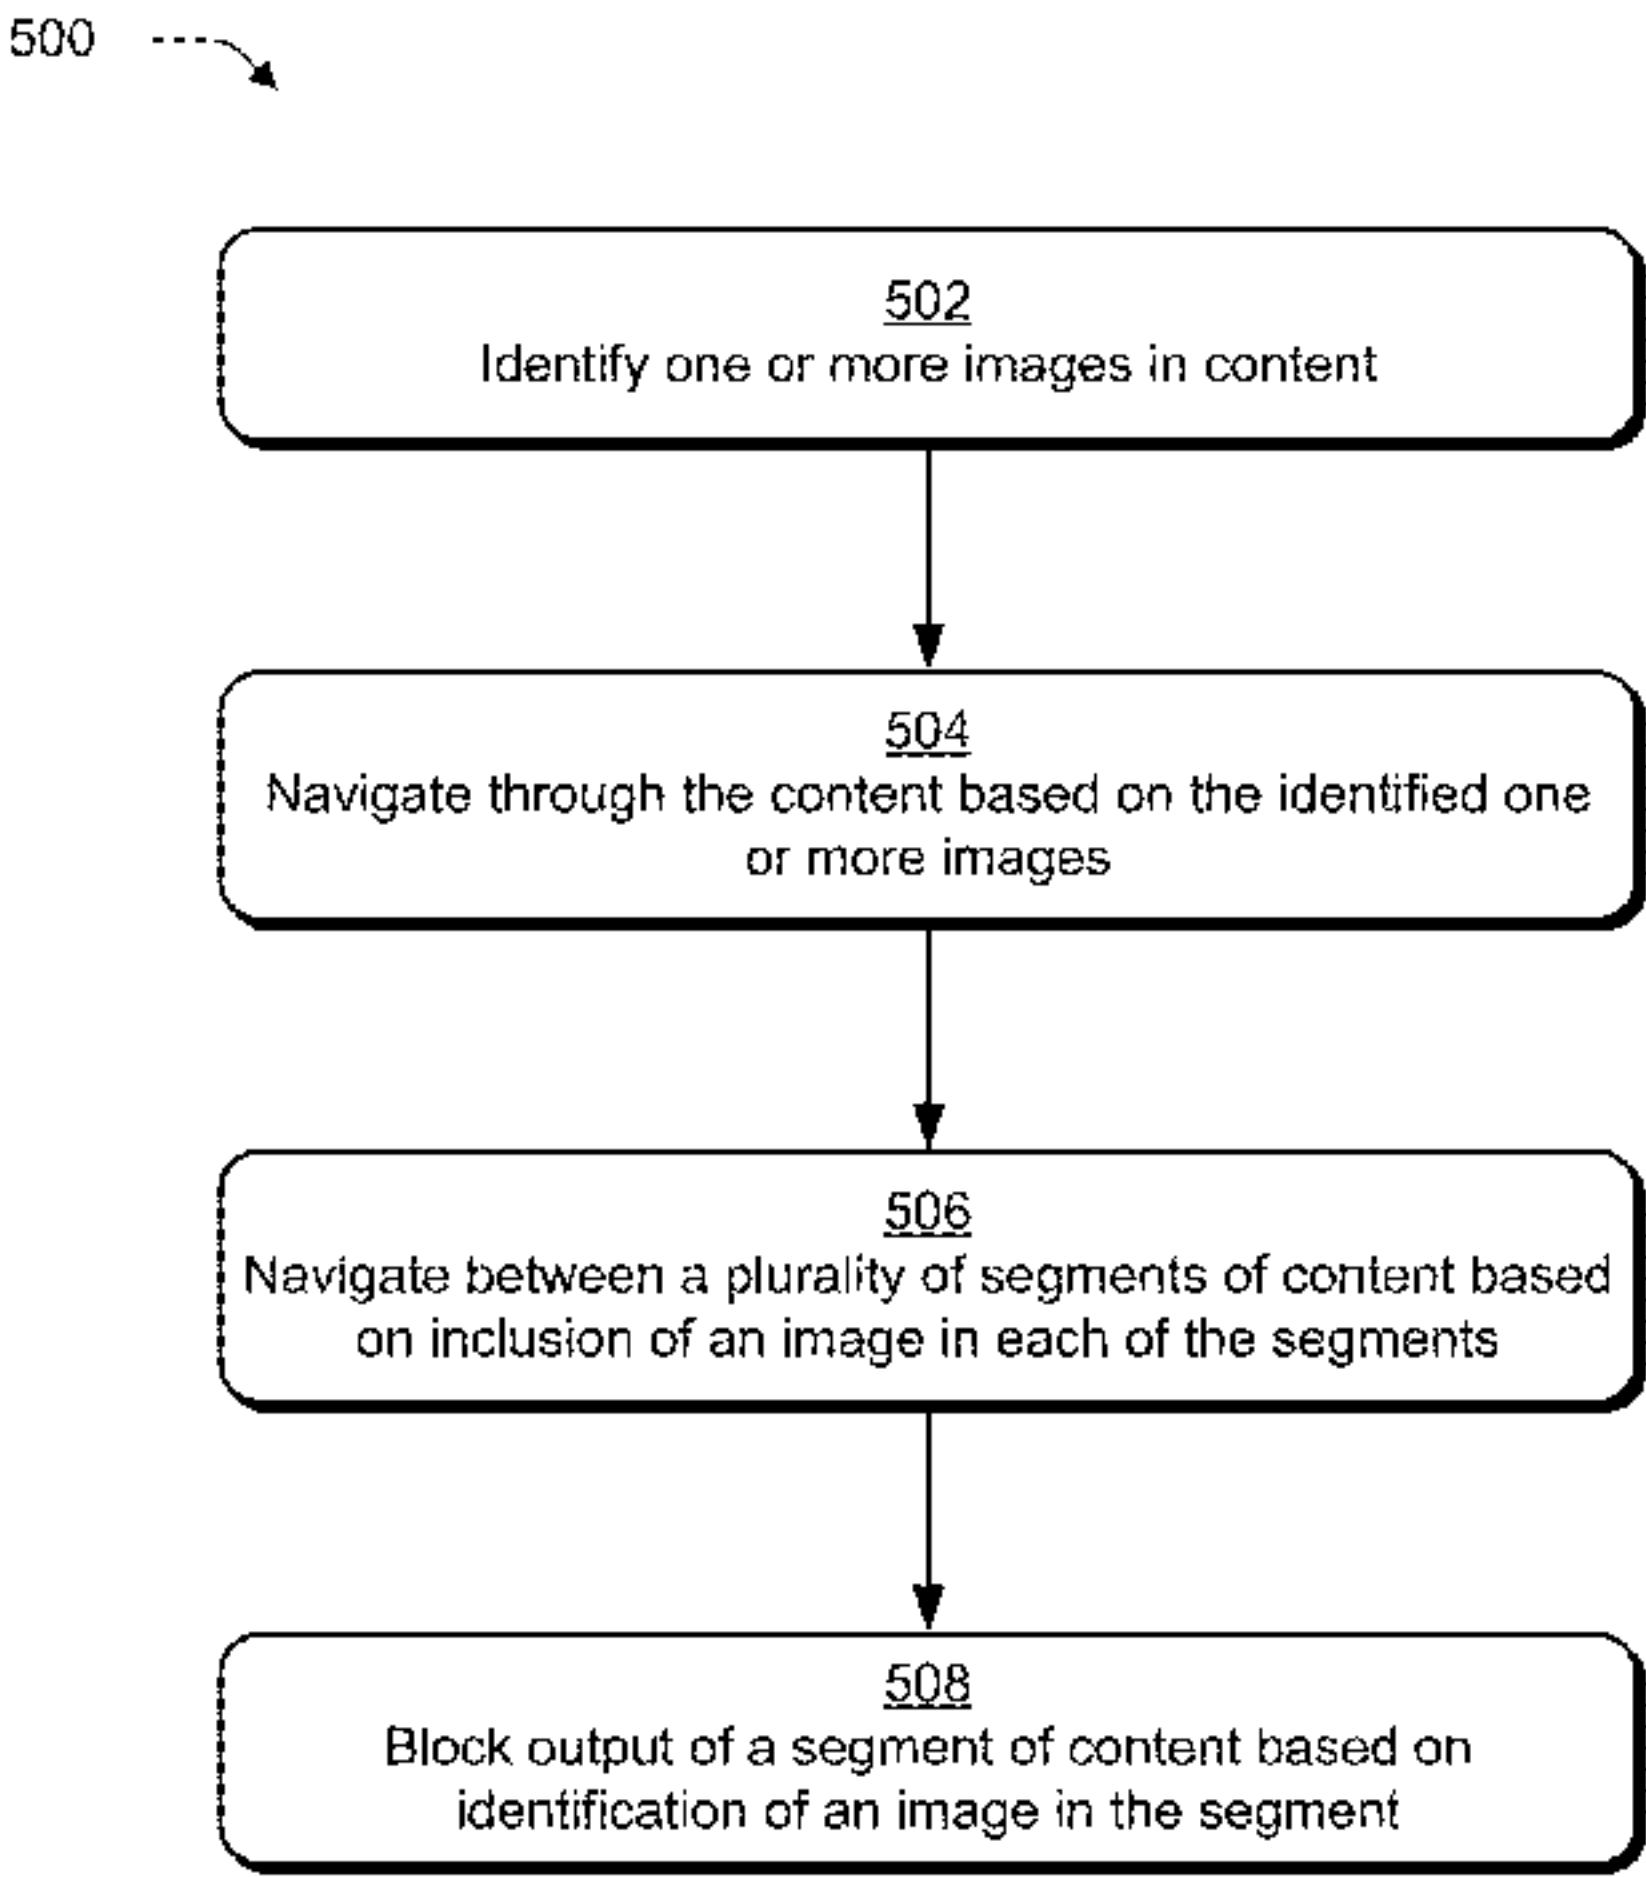 500
502
Identify one or more images in content
504
Navigate through the content based on the identified one
or more images
506
Navigate between a plurality of segments of content based
on inclusion of an image in each of the segments
508
Block output of a segment of content based on
identification of an image in the segment